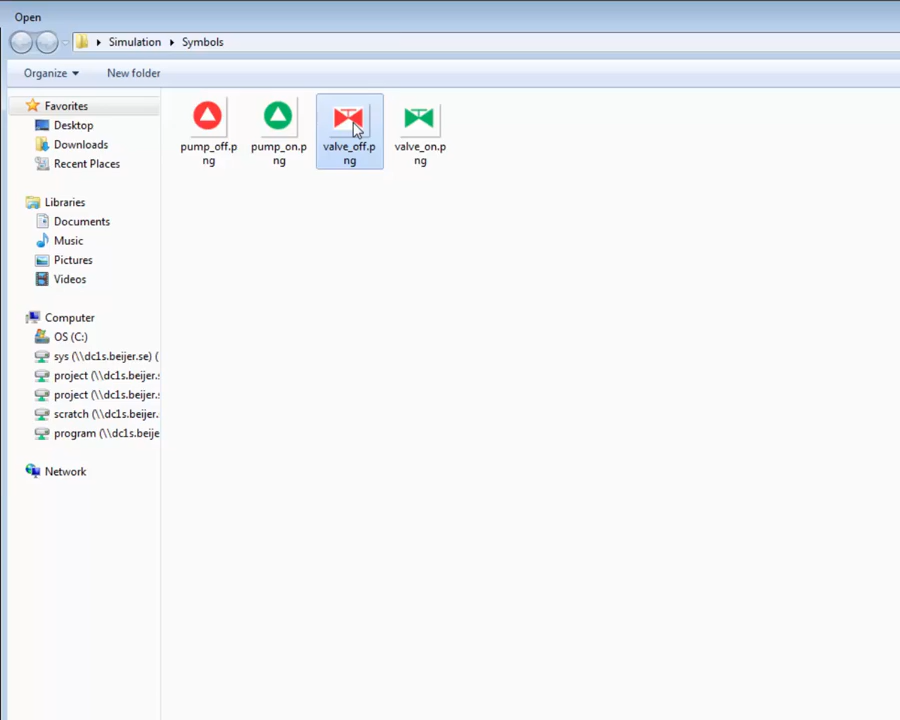 Open
Simulation
Symbols
Organize
New folder
Favorites
Desktop
Downloads
Recent Places
Libraries
Documents
Music
Pictures
Videos
Computer
OS (C:)
sys (\\dc1s.beijer.se) (
project (\\dc1s.beijer.s
project (\\dc1s.beijer.s
scratch (\\dc1s.beijer.
program (\\dc1s.beije
Network
pump_off.p
ng
pump_on.p
ng
valve_off.p
ng
valve_on.p
ng